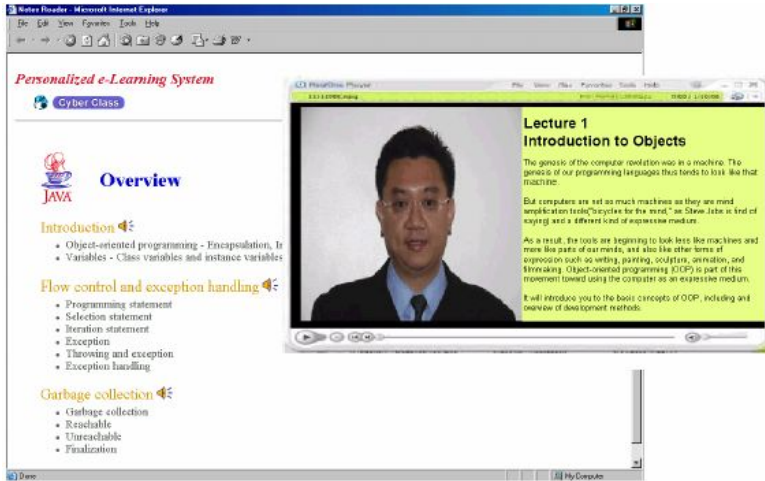 Notes Reader - Microsoft Internet Explorer
File Edit View Favorites Tools Help
Personalized e-Learning System
Cyber Class
JAVA
Overview
Introduction
Object-oriented programming - Encapsulation, In
Variables - Class variables and instance variables
Flow control and exception handling
Programming statement
Selection statement
Iteration statement
Exception
Throwing and exception
Exception handling
Garbage collection
Garbage collection
Reachable
Unreachable
Finalization
Done
My Computer
File View Play Favorites Tools Help
Lecture 1
Introduction to Objects
The genesis of the computer revolution was in a machine. The
genesis of our programming languages thus tends to look like that
machine.
But computers are not so much machines as they are mind
amplification tools("bicycles for the mind," as Steve Jobs is find of
saying) and a different kind of expressive medium.
As a result, the tools are beginning to look less like machines and
more like parts of our minds, and also like other forms of
expression such as writing, painting, sculpture, animation, and
filmmaking. Object-oriented programming (OOP) is part of this
movement toward using the computer as an expressive medium.
It will introduce you to the basic concepts of OOP, including and
overview of development methods.